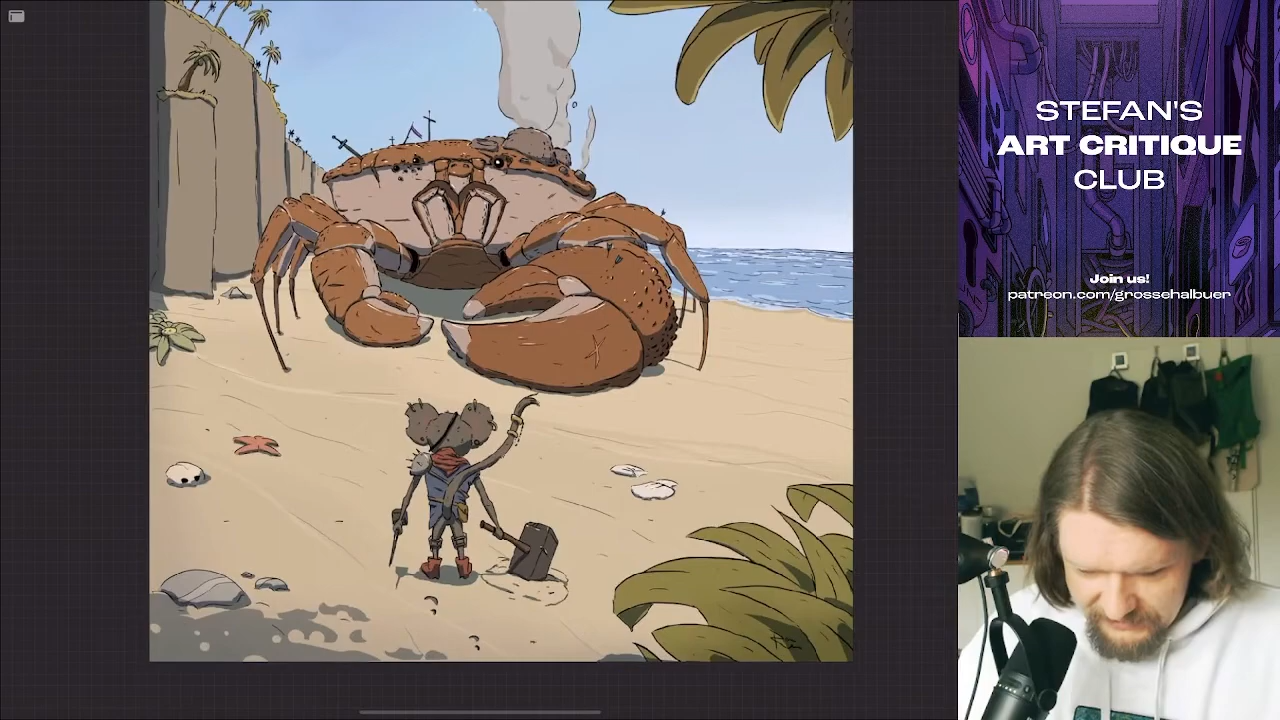 STEFAN'S
ART CRITIQUE
CLUB
Join us!
patreon.com/grossehalbuer